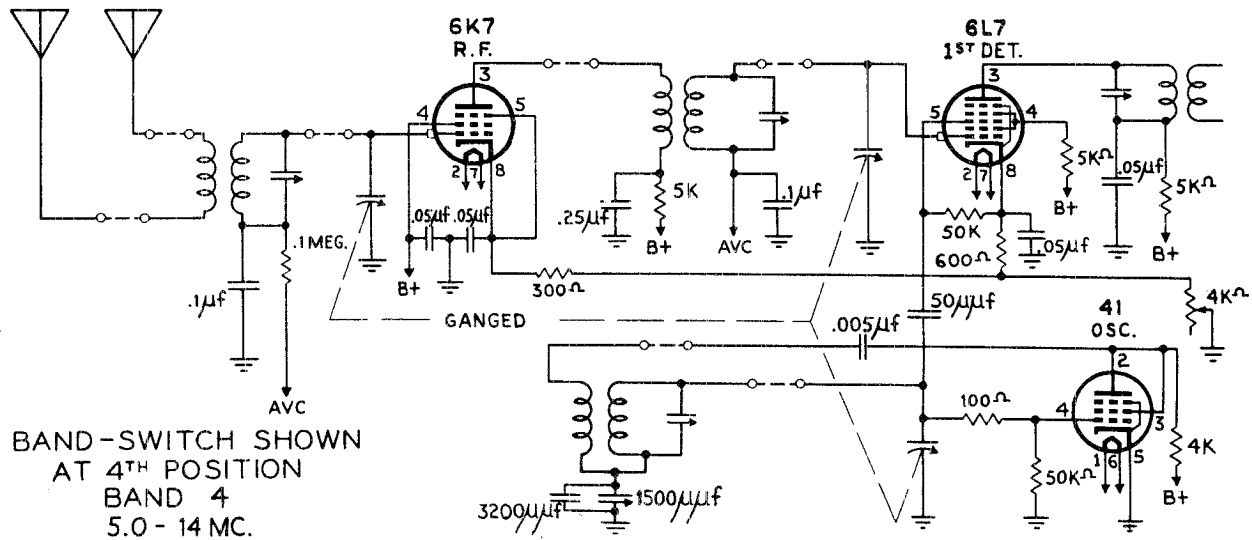 6K7
R.F.
3
4
5
2
7
8
6L7
1ST DET.
3
5
4
2
7
8
.1 MEG.
.05µf
.05µf
B+
.1µf
AVC
.25µf
5K
B+
AVC
.1µf
300Ω
GANGED
50K
600Ω
.05µf
5KΩ
B+
.05µf
5KΩ
B+
4KΩ
50µµf
.005µf
41
OSC.
2
4
3
1
6
5
100Ω
50KΩ
4K
B+
3200µµf
1500µµf
BAND-SWITCH SHOWN
AT 4TH POSITION
BAND 4
5.0 - 14 MC.